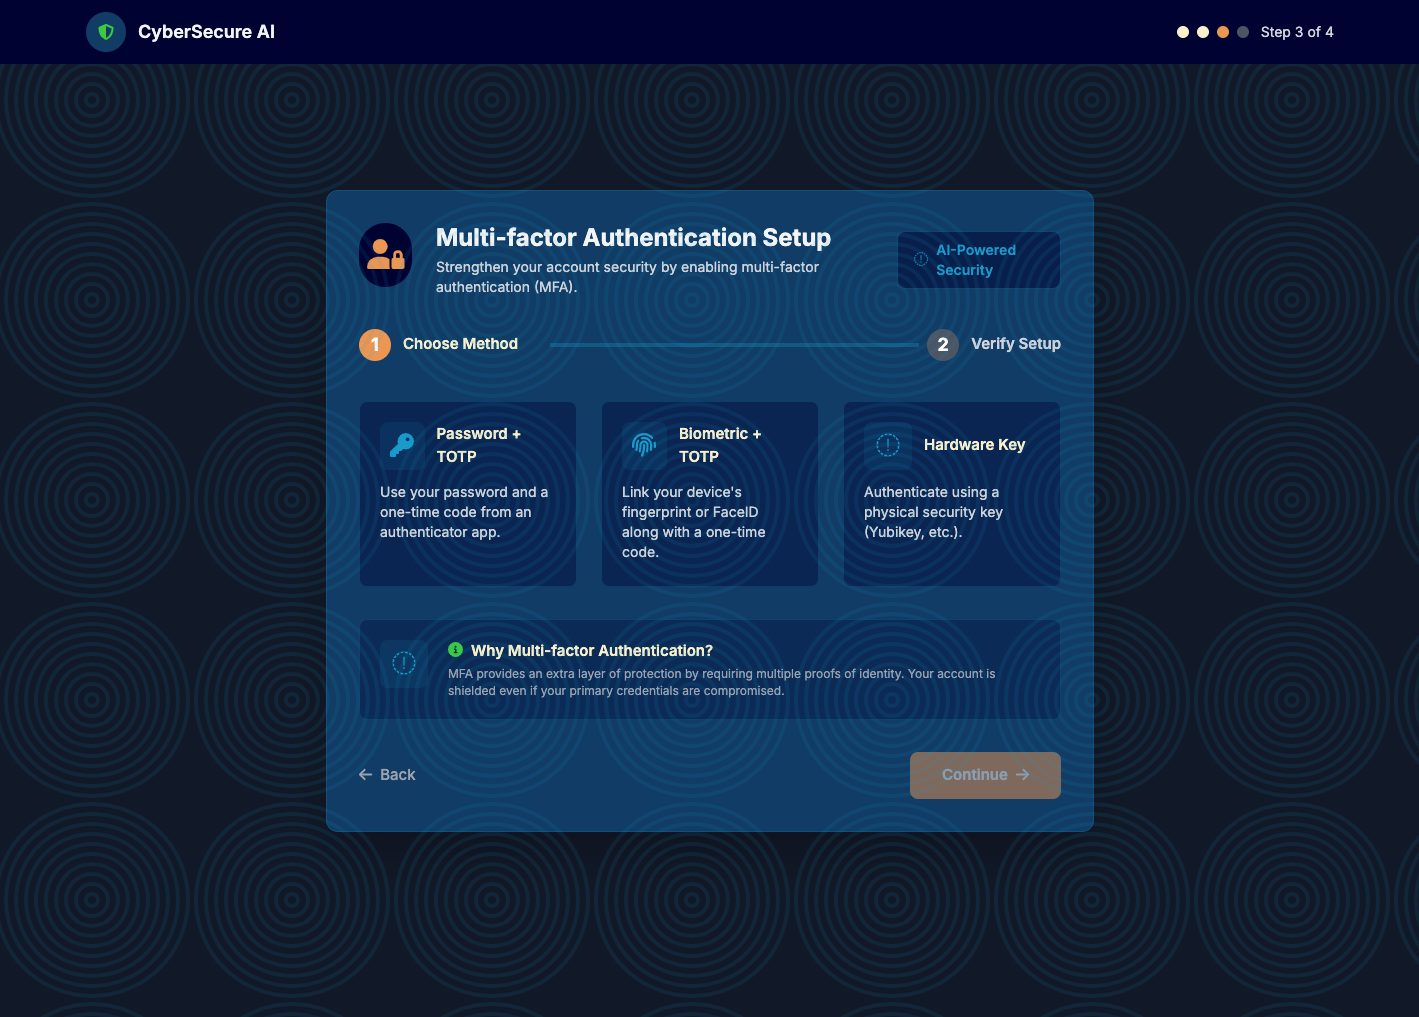 CyberSecure AI
Step 3 of 4
Multi-factor Authentication Setup
Strengthen your account security by enabling multi-factor
authentication (MFA).
AI-Powered
Security
1 Choose Method
2 Verify Setup
Password +
TOTP
Use your password and a
one-time code from an
authenticator app.
Biometric +
TOTP
Link your device's
fingerprint or FaceID
along with a one-time
code.
Hardware Key
Authenticate using a
physical security key
(Yubikey, etc.).
Why Multi-factor Authentication?
MFA provides an extra layer of protection by requiring multiple proofs of identity. Your account is
shielded even if your primary credentials are compromised.
Back
Continue